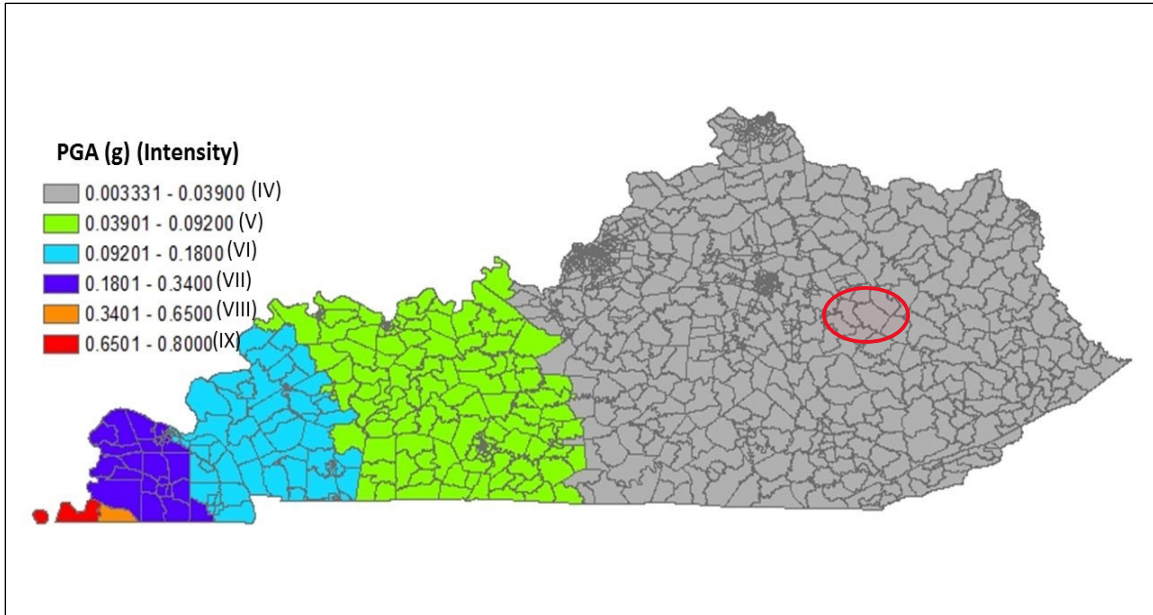 PGA (g) (Intensity)
0.003331 - 0.03900 (IV)
0.03901 - 0.09200 (V)
0.09201 - 0.1800 (VI)
0.1801 - 0.3400 (VII)
0.3401 - 0.6500 (VIII)
0.6501 - 0.8000 (IX)